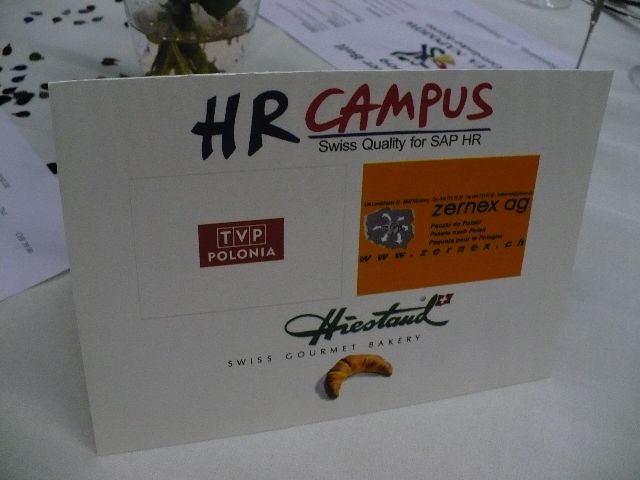 HR CAMPUS
Swiss Quality for SAP HR
TVP
POLONIA
zernex ag
Paczki do Polski
Pakete nach Polen
Paquets pour la Pologne
www.zernex.ch
Hiestand
SWISS GOURMET BAKERY